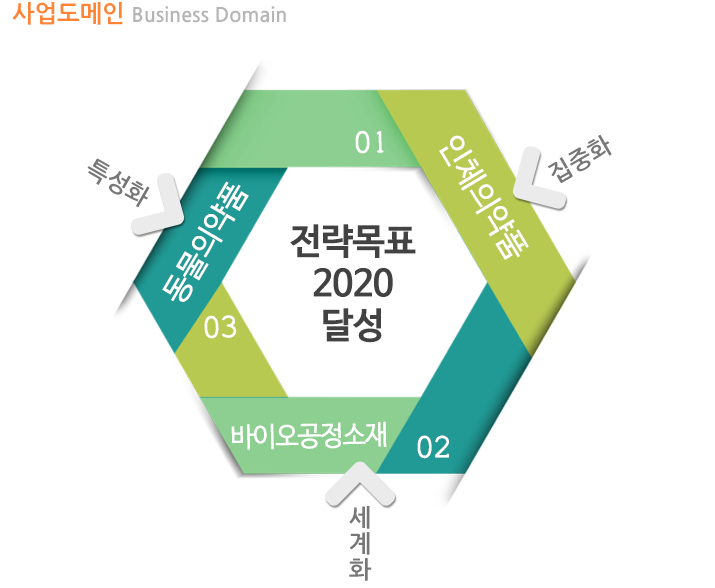 사업도메인 Business Domain
01
인체의약품
집중화
특성화
동물의약품
전략목표
2020
달성
03
바이오공정소재
02
세계화